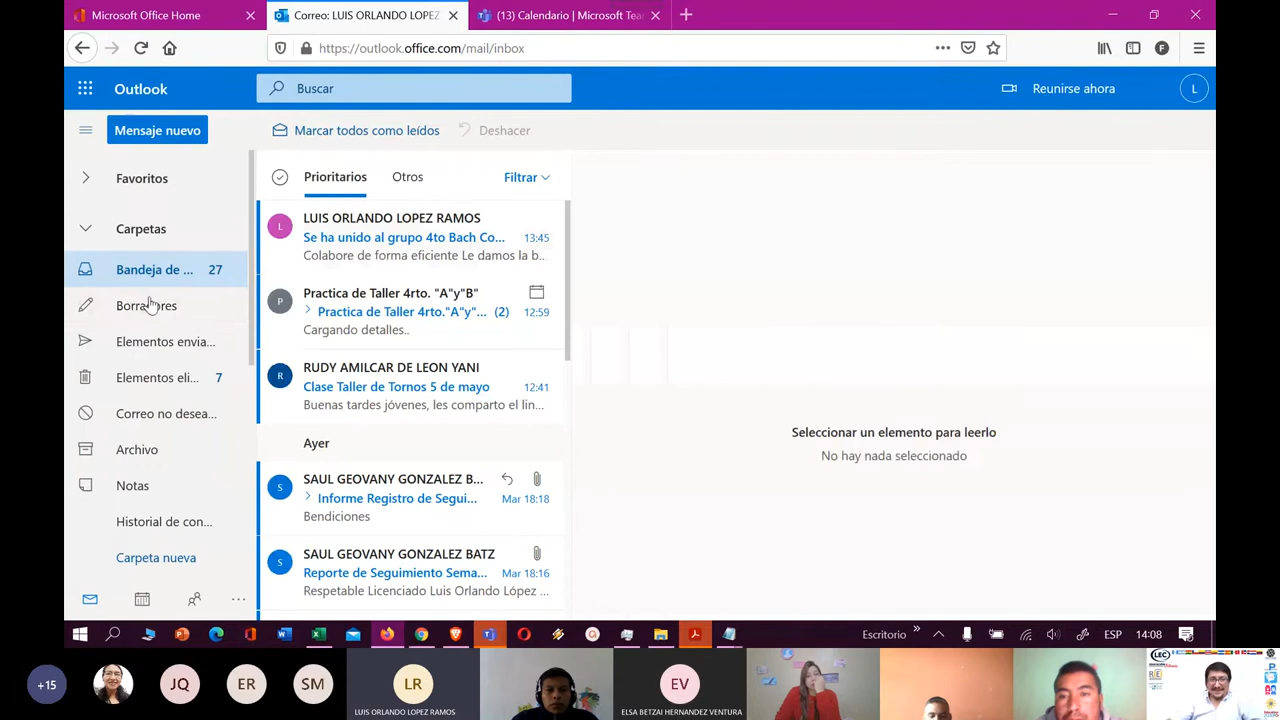 Microsoft Office Home
Correo: LUIS ORLANDO LOPEZ
(13) Calendario | Microsoft Tea
https://outlook.office.com/mail/inbox
F
Outlook
Buscar
Reunirse ahora
L
Mensaje nuevo
Marcar todos como leídos
Deshacer
Favoritos
Carpetas
Bandeja de ... 27
Borradores
Elementos envia...
Elementos eli... 7
Correo no desea...
Archivo
Notas
Historial de con...
Carpeta nueva
Prioritarios
Otros
Filtrar
L
LUIS ORLANDO LOPEZ RAMOS
Se ha unido al grupo 4to Bach Co... 13:45
Colabore de forma eficiente Le damos la b...
P
Practica de Taller 4rto. "A"y"B"
Practica de Taller 4rto."A"y"... (2) 12:59
Cargando detalles..
R
RUDY AMILCAR DE LEON YANI
Clase Taller de Tornos 5 de mayo 12:41
Buenas tardes jóvenes, les comparto el lin...
Ayer
S
SAUL GEOVANY GONZALEZ B...
Informe Registro de Segui... Mar 18:18
Bendiciones
S
SAUL GEOVANY GONZALEZ BATZ
Reporte de Seguimiento Sema... Mar 18:16
Respetable Licenciado Luis Orlando López ...
Seleccionar un elemento para leerlo
No hay nada seleccionado
Escritorio
ESP
14:08
+15
JQ
ER
SM
LR
LUIS ORLANDO LOPEZ RAMOS
EV
ELSA BETZAI HERNANDEZ VENTURA
LEC
RE